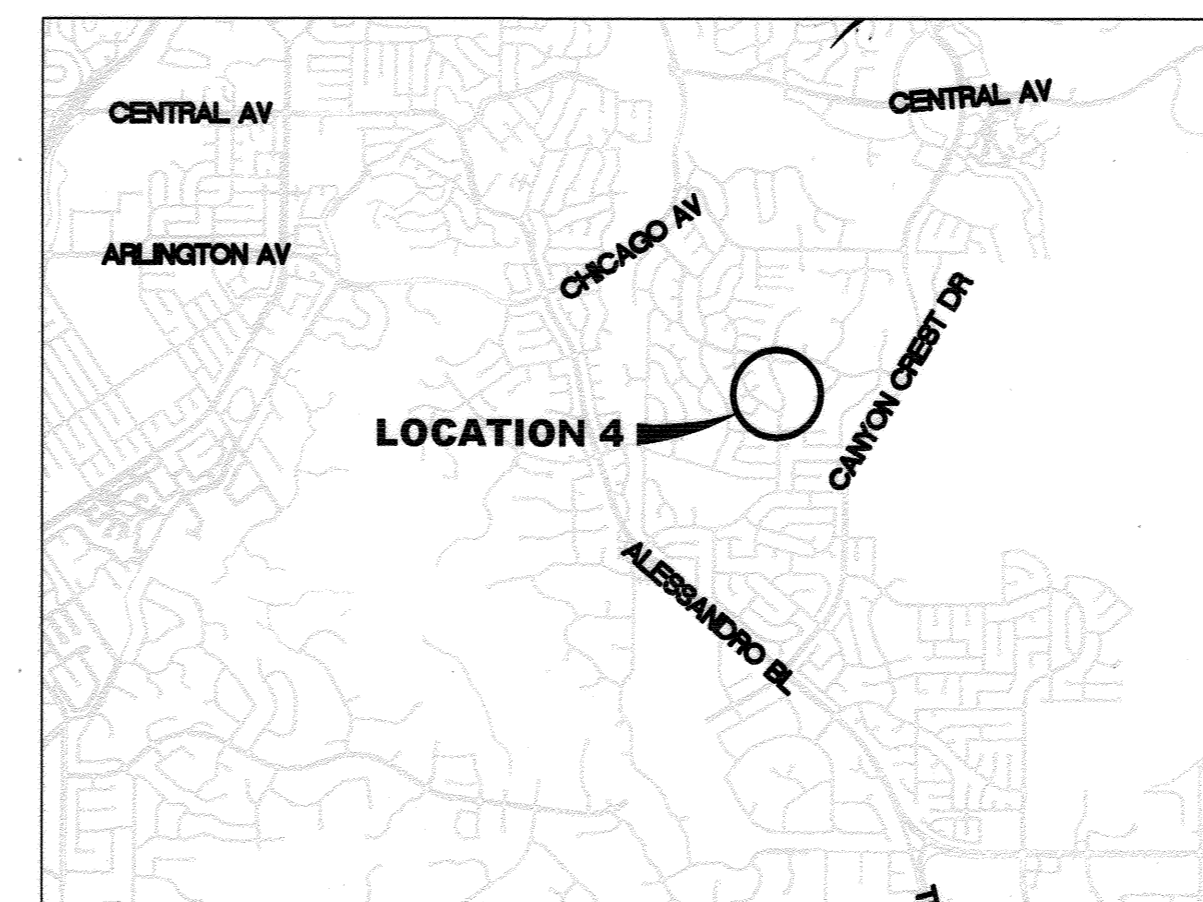 CENTRAL AV
CENTRAL AV
CHICAGO AV
ARLINGTON AV
CANYON CREST DR
LOCATION 4
ALESSANDRO BL